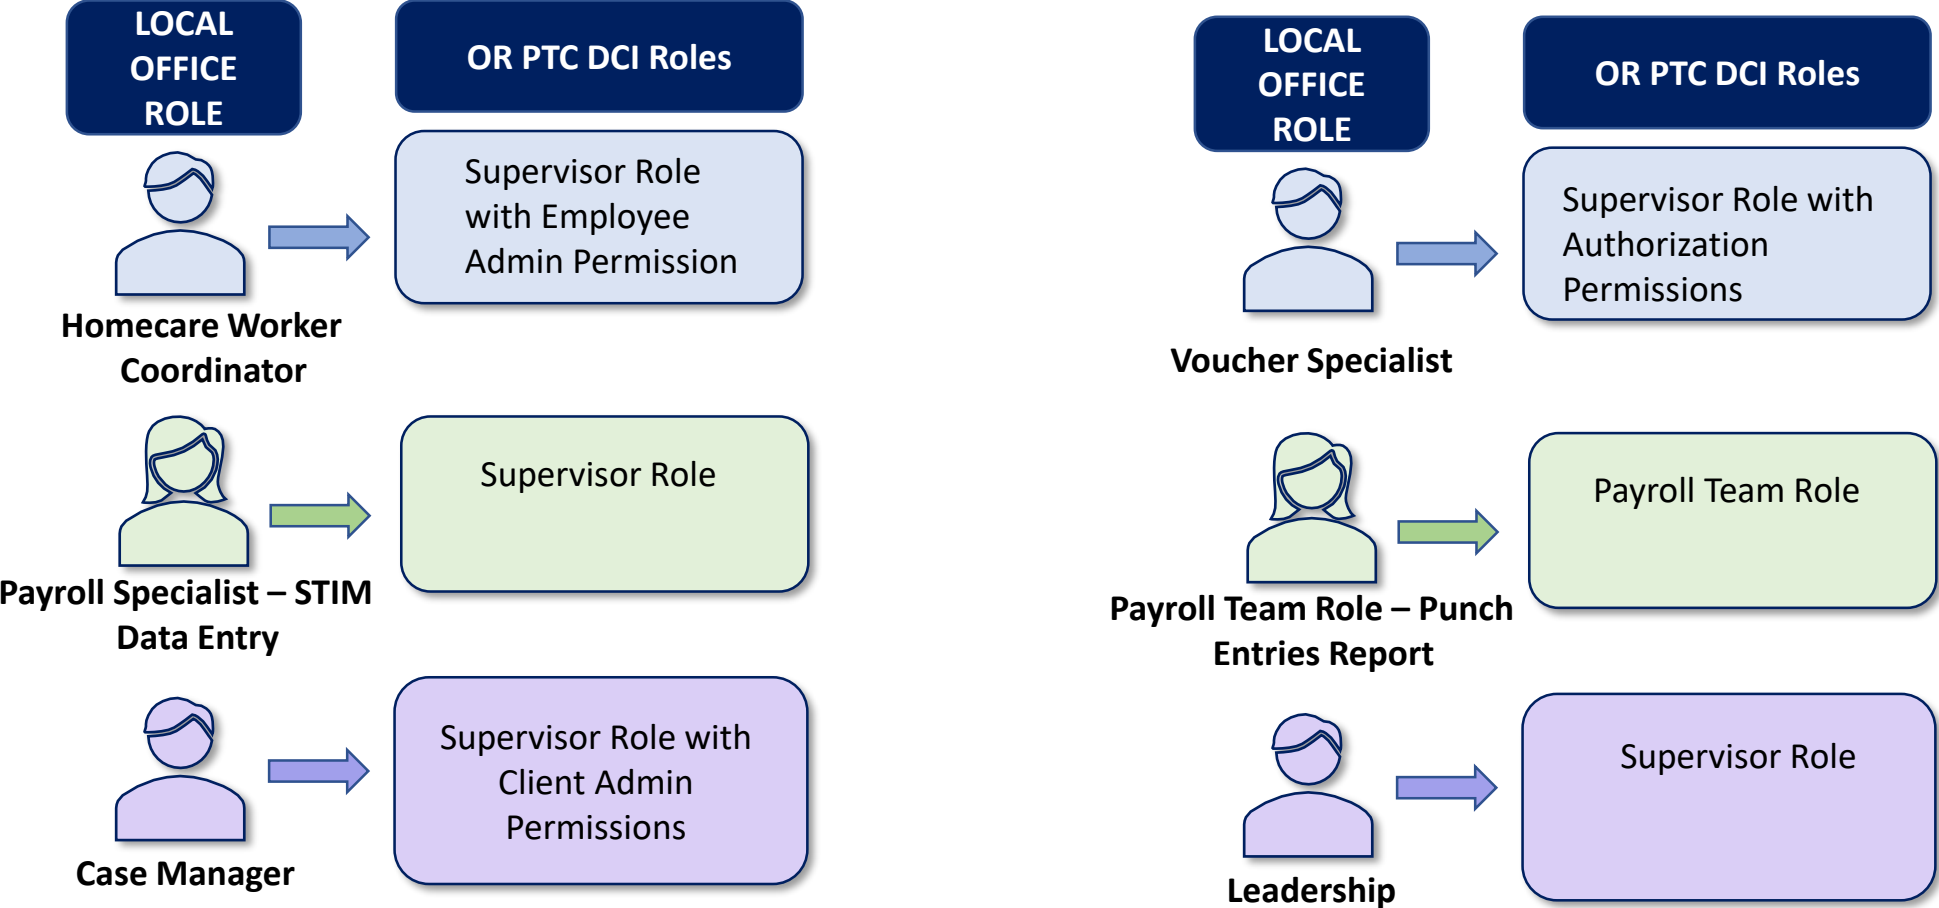 LOCAL
OFFICE
ROLE
OR PTC DCI Roles
Supervisor Role
with Employee
Admin Permission
Homecare Worker
Coordinator
Supervisor Role
Payroll Specialist – STIM
Data Entry
Supervisor Role with
Client Admin
Permissions
Case Manager
LOCAL
OFFICE
ROLE
OR PTC DCI Roles
Supervisor Role with
Authorization
Permissions
Voucher Specialist
Payroll Team Role
Payroll Team Role – Punch
Entries Report
Supervisor Role
Leadership